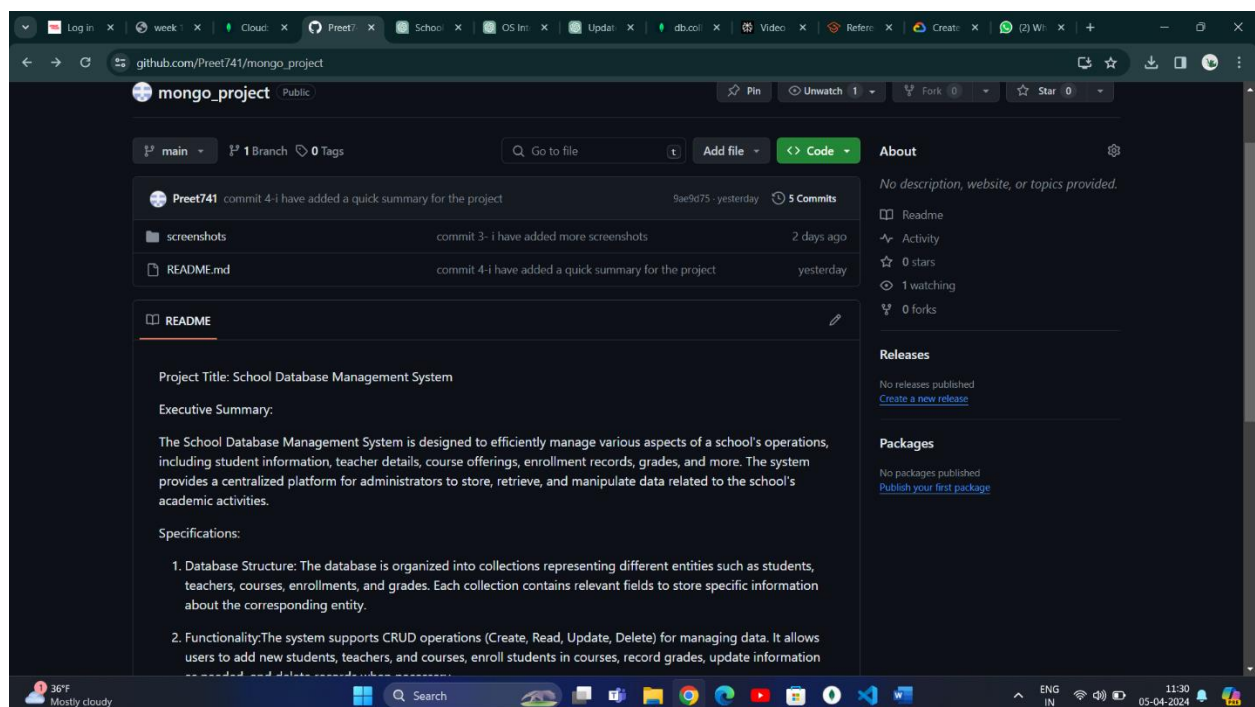 Log in
week 1
Cloud:
Preet7
School
OS Int
Updat
db.coll
Video
Refere
Create
(2) Wh
github.com/Preet741/mongo_project
mongo_project Public
Pin
Unwatch 1
Fork 0
Star 0
main
1 Branch 0 Tags
Go to file t
Add file
<> Code
Preet741 commit 4-i have added a quick summary for the project 9ae9d75 · yesterday 5 Commits
screenshots commit 3- i have added more screenshots 2 days ago
README.md commit 4-i have added a quick summary for the project yesterday
README
Project Title: School Database Management System
Executive Summary:
The School Database Management System is designed to efficiently manage various aspects of a school's operations,
including student information, teacher details, course offerings, enrollment records, grades, and more. The system
provides a centralized platform for administrators to store, retrieve, and manipulate data related to the school's
academic activities.
Specifications:
1. Database Structure: The database is organized into collections representing different entities such as students,
teachers, courses, enrollments, and grades. Each collection contains relevant fields to store specific information
about the corresponding entity.
2. Functionality:The system supports CRUD operations (Create, Read, Update, Delete) for managing data. It allows
users to add new students, teachers, and courses, enroll students in courses, record grades, update information
as needed, and delete records when necessary.
About
No description, website, or topics provided.
Readme
Activity
0 stars
1 watching
0 forks
Releases
No releases published
Create a new release
Packages
No packages published
Publish your first package
1
36°F
Mostly cloudy
Search
ENG
IN
11:30
05-04-2024